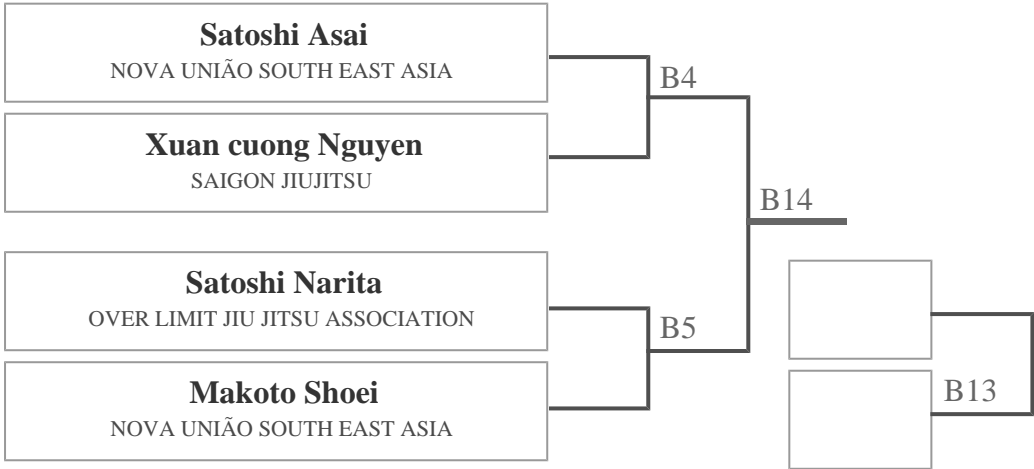 Satoshi Asai
NOVA UNIÃO SOUTH EAST ASIA
B4
Xuan cuong Nguyen
SAIGON JIUJITSU
B14
Satoshi Narita
OVER LIMIT JIU JITSU ASSOCIATION
B5
Makoto Shoei
NOVA UNIÃO SOUTH EAST ASIA
B13